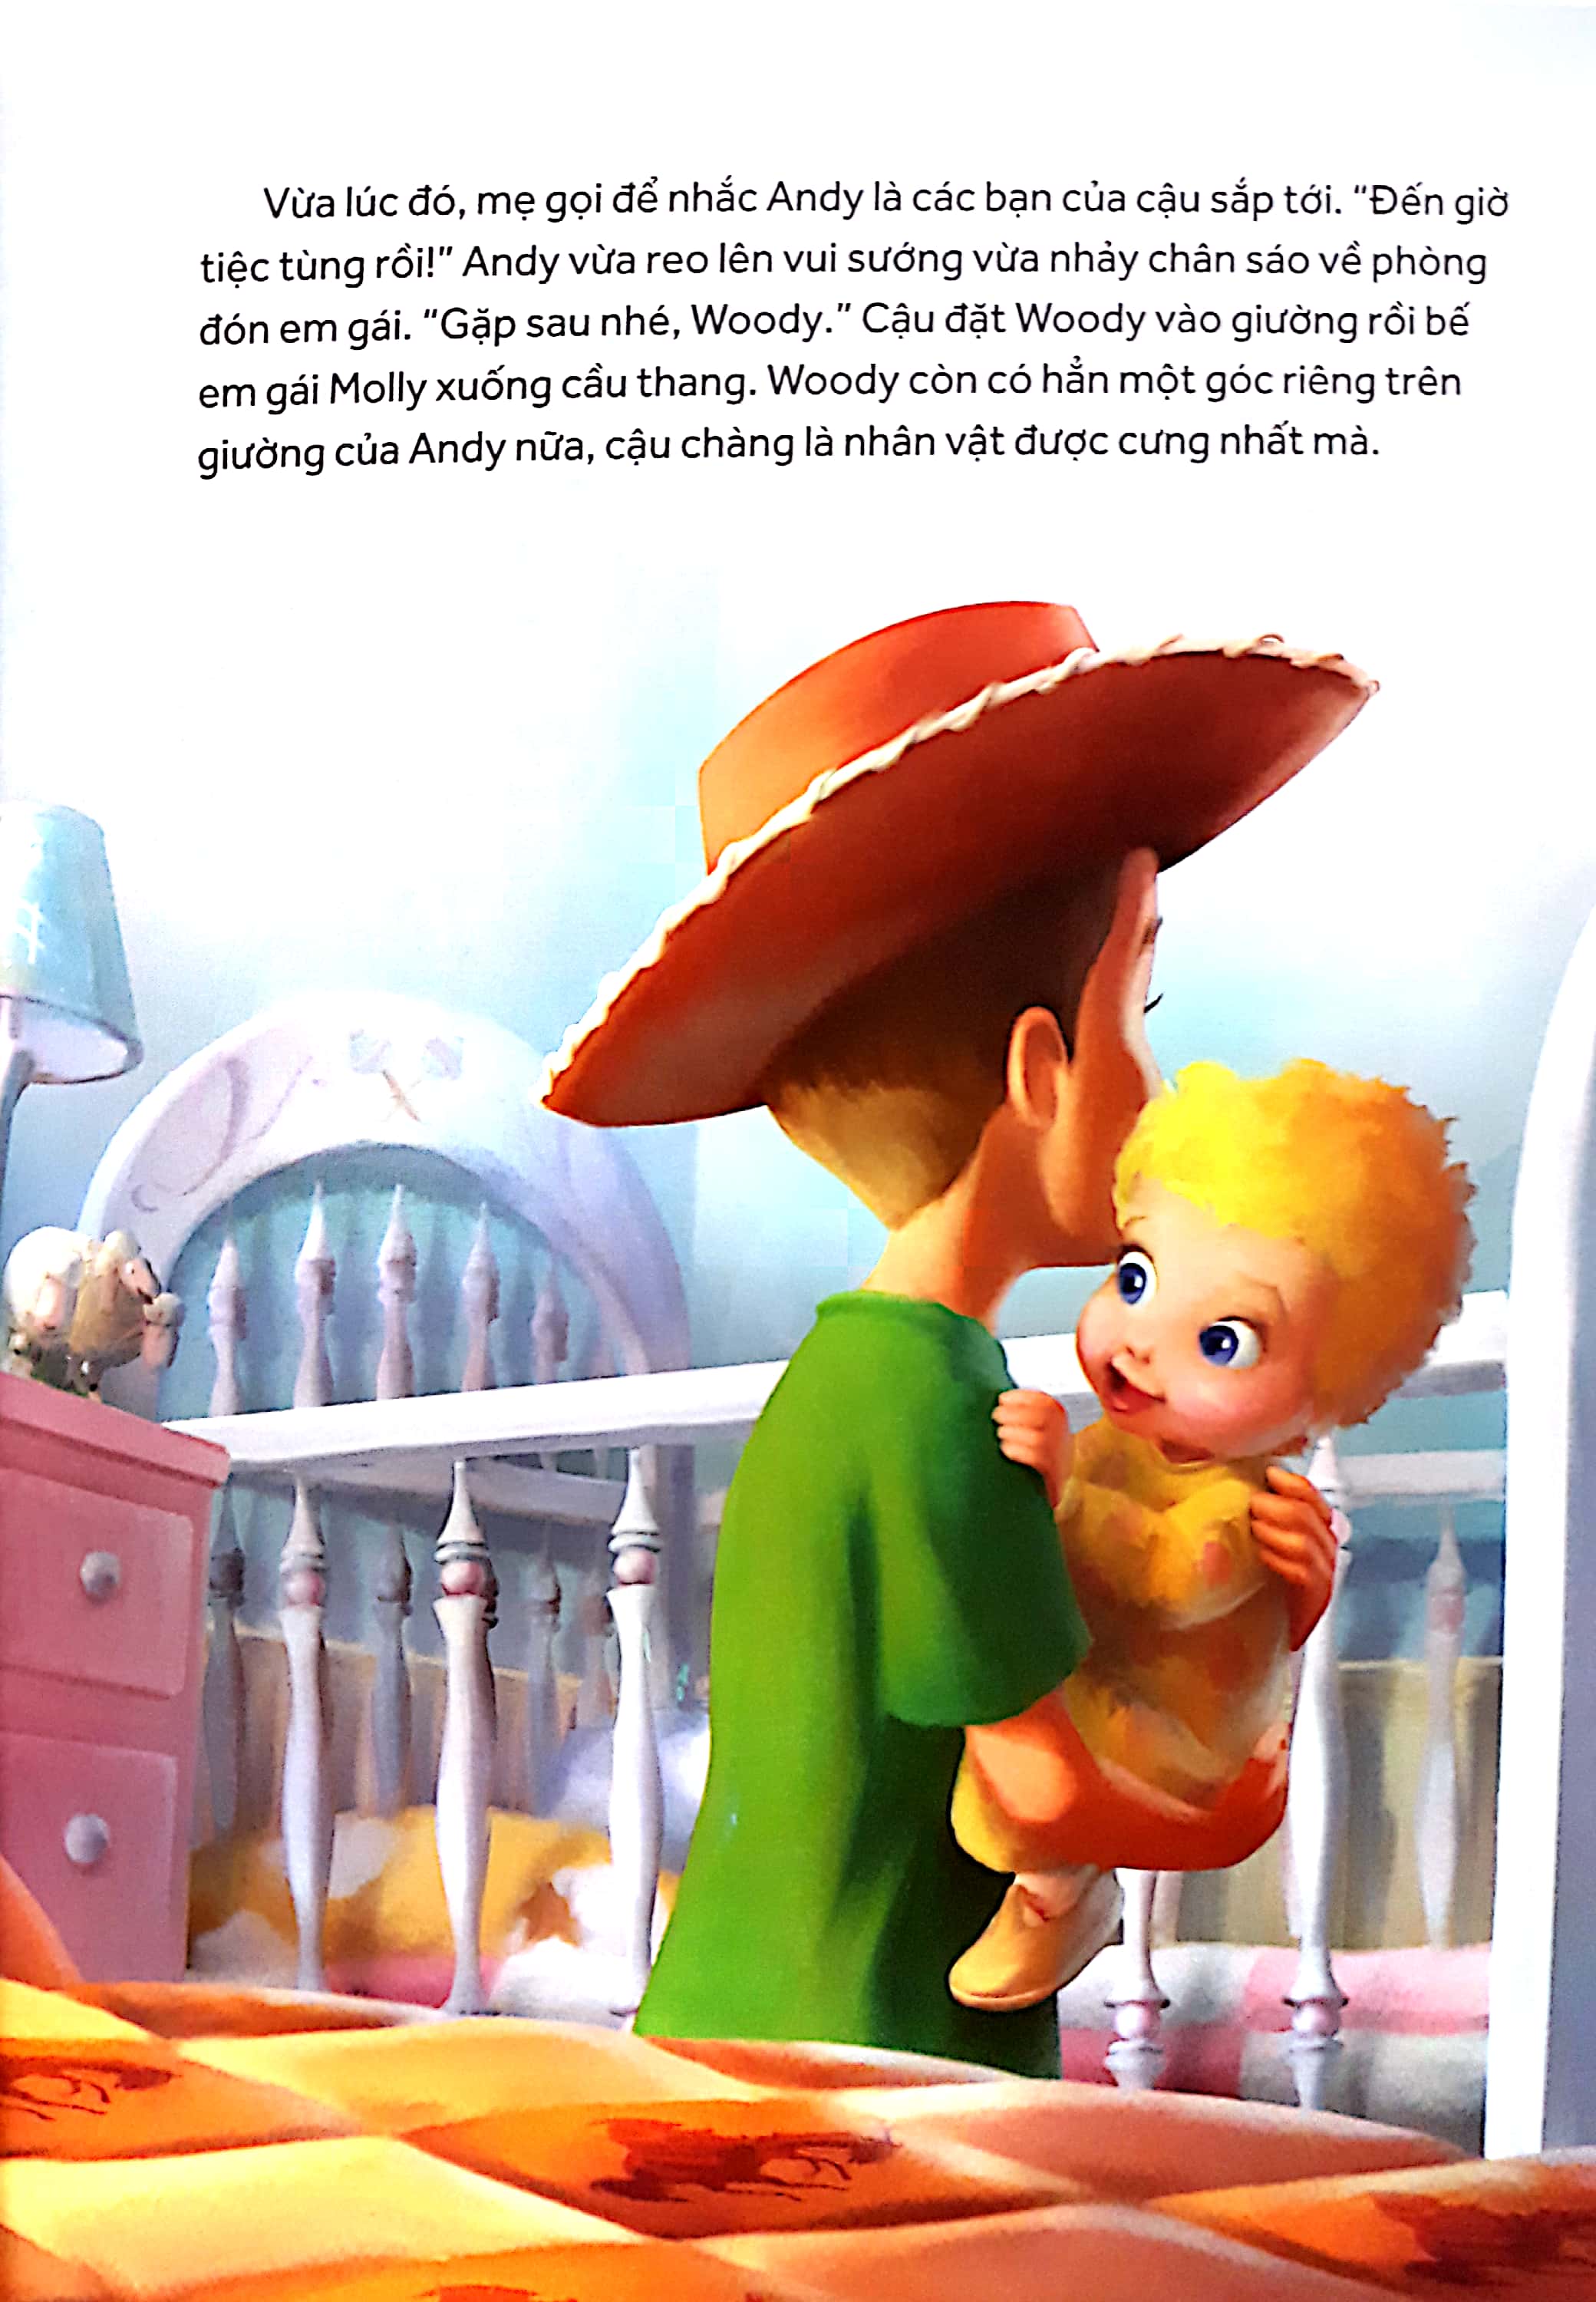 Vừa lúc đó, mẹ gọi để nhắc Andy là các bạn của cậu sắp tới. “Đến giờ
tiệc tùng rồi!” Andy vừa reo lên vui sướng vừa nhảy chân sáo về phòng
đón em gái. “Gặp sau nhé, Woody.” Cậu đặt Woody vào giường rồi bế
em gái Molly xuống cầu thang. Woody còn có hẳn một góc riêng trên
giường của Andy nữa, cậu chàng là nhân vật được cưng nhất mà.